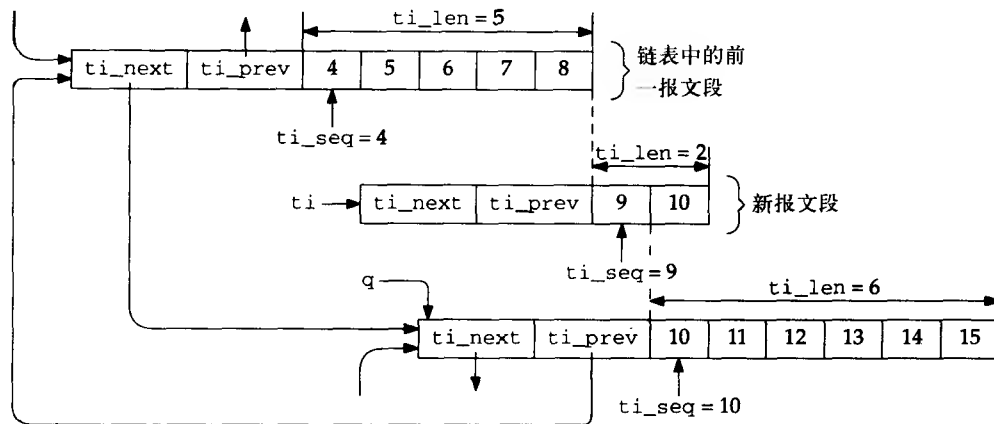 ti_len=5
ti_next ti_prev 4 5 6 7 8
链表中的前
一报文段
ti_seq=4
ti_len=2
ti ti_next ti_prev 9 10
新报文段
ti_seq=9
q
ti_len=6
ti_next ti_prev 10 11 12 13 14 15
ti_seq=10